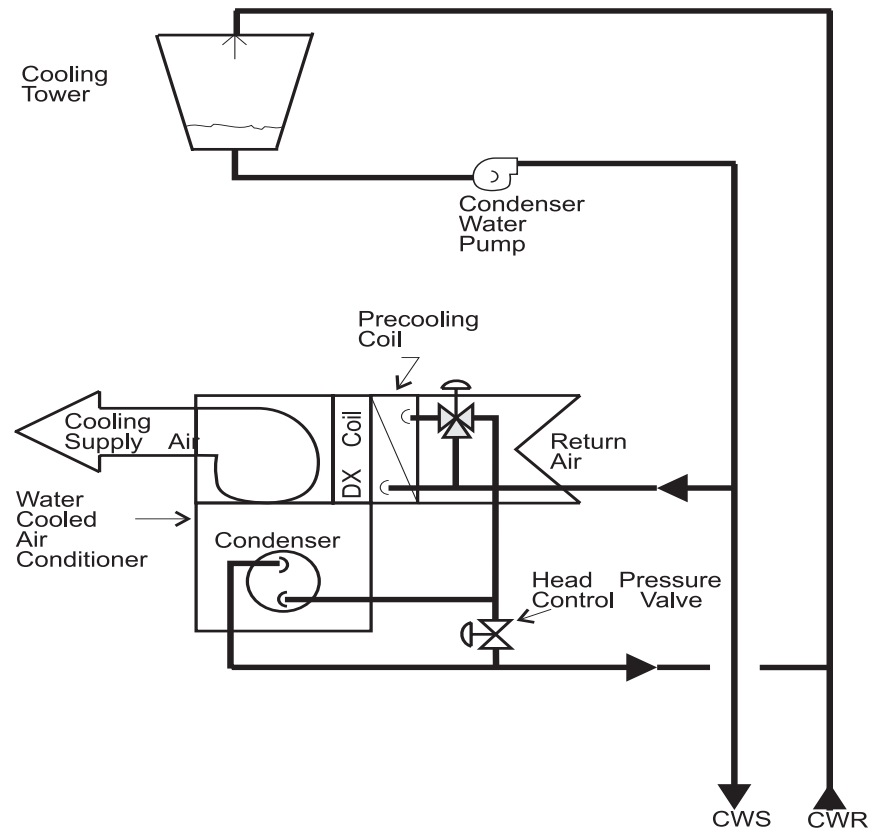 Cooling
Tower
Condenser
Water
Pump
Precooling
Coil
Cooling
Supply Air
DX Coil
Return
Air
Water
Cooled
Air
Conditioner
Condenser
Head Pressure
Control Valve
CWS
CWR